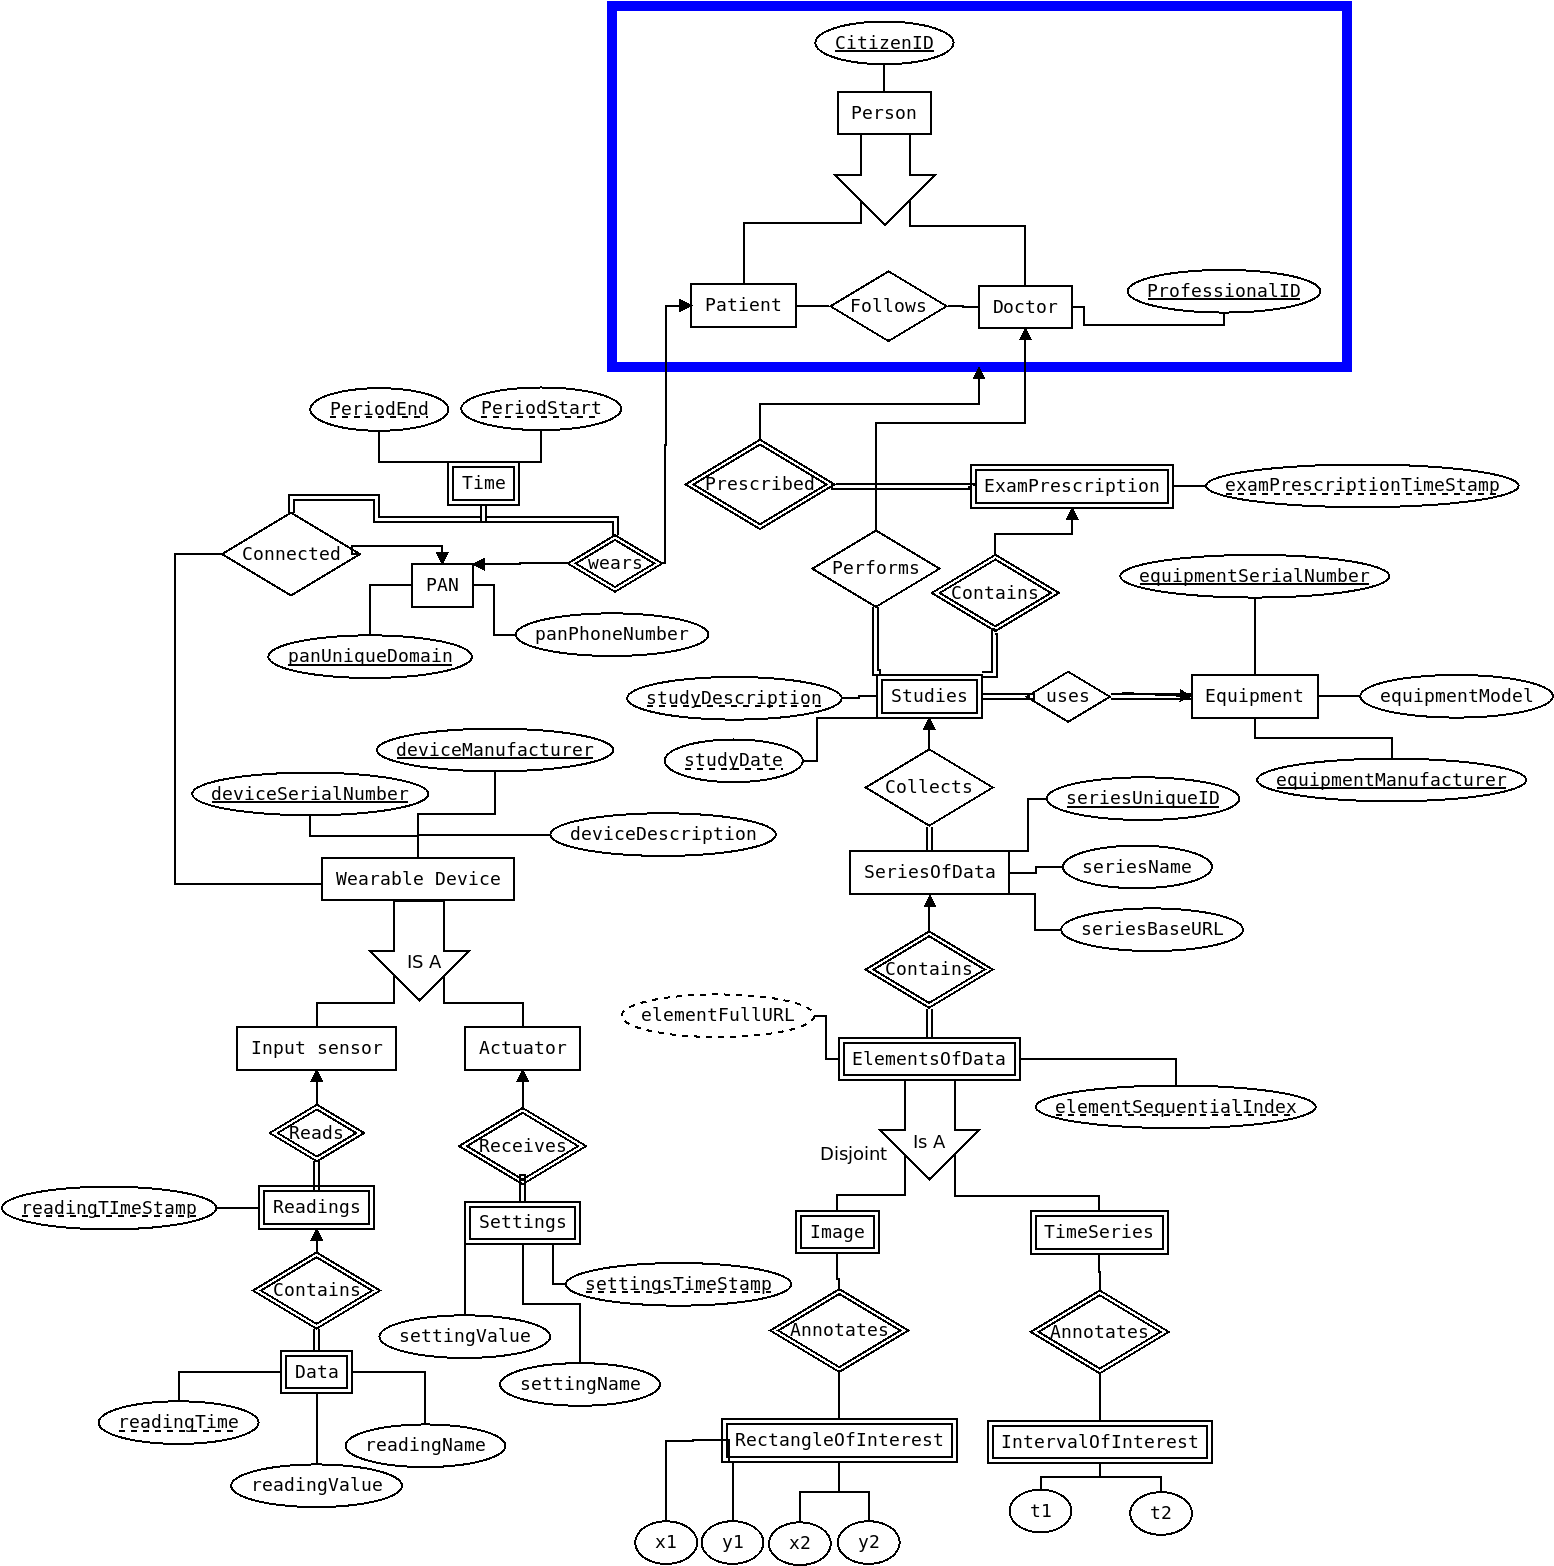 CitizenID
Person
Patient
Follows
Doctor
ProfessionalID
PeriodEnd
PeriodStart
Time
Prescribed
ExamPrescription
examPrescriptionTimeStamp
Connected
wears
PAN
Performs
Contains
equipmentSerialNumber
panPhoneNumber
panUniqueDomain
studyDescription
Studies
uses
Equipment
equipmentModel
deviceManufacturer
studyDate
equipmentManufacturer
deviceSerialNumber
Collects
seriesUniqueID
deviceDescription
Wearable Device
SeriesOfData
seriesName
seriesBaseURL
IS A
Contains
elementFullURL
Input sensor
Actuator
ElementsOfData
elementSequentialIndex
Reads
Receives
Disjoint
Is A
readingTImeStamp
Readings
Settings
Image
TimeSeries
Contains
settingsTimeStamp
settingValue
Annotates
Annotates
Data
settingName
readingTime
readingName
RectangleOfInterest
IntervalOfInterest
readingValue
t1
t2
x1
y1
x2
y2